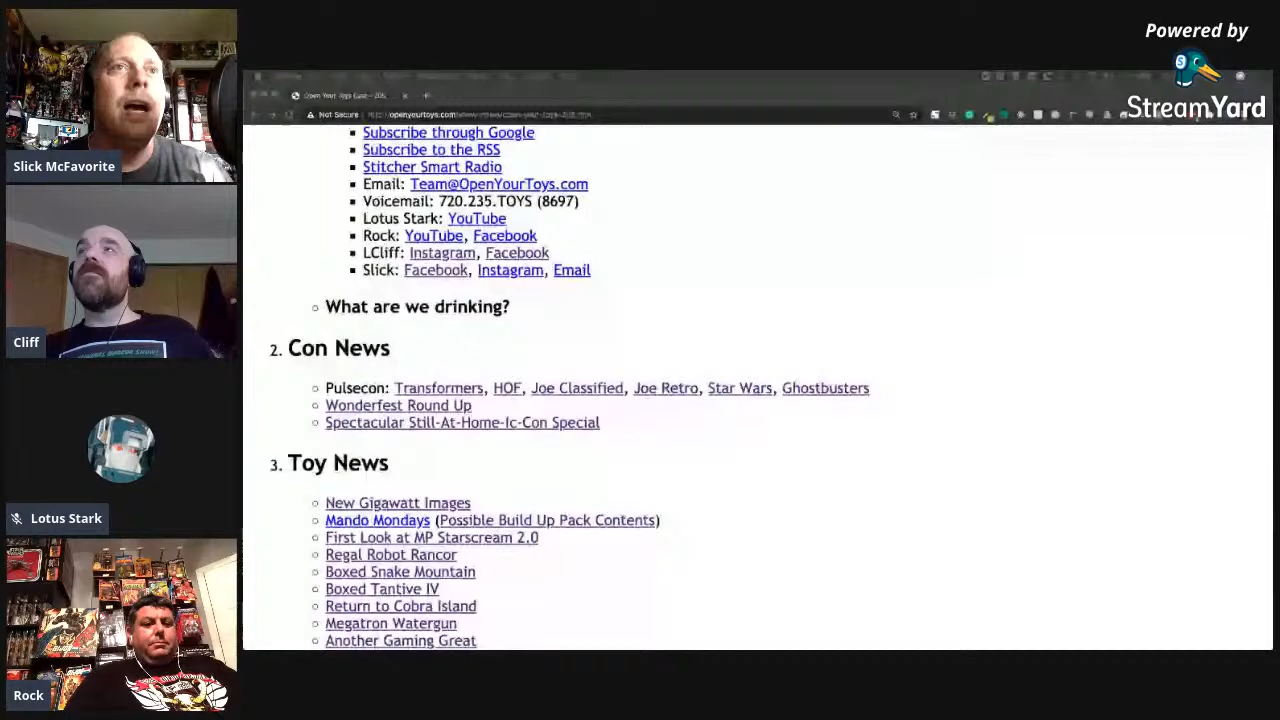 Powered by
StreamYard
Slick McFavorite
Cliff
Lotus Stark
Rock
Not Secure
openyourtoys.com
Subscribe through Google
Subscribe to the RSS
Stitcher Smart Radio
Email: Team@OpenYourToys.com
Voicemail: 720.235.TOYS (8697)
Lotus Stark: YouTube
Rock: YouTube, Facebook
LCliff: Instagram, Facebook
Slick: Facebook, Instagram, Email
What are we drinking?
2. Con News
Pulsecon: Transformers, HOF, Joe Classified, Joe Retro, Star Wars, Ghostbusters
Wonderfest Round Up
Spectacular Still-At-Home-Ic-Con Special
3. Toy News
New Gigawatt Images
Mando Mondays (Possible Build Up Pack Contents)
First Look at MP Starscream 2.0
Regal Robot Rancor
Boxed Snake Mountain
Boxed Tantive IV
Return to Cobra Island
Megatron Watergun
Another Gaming Great